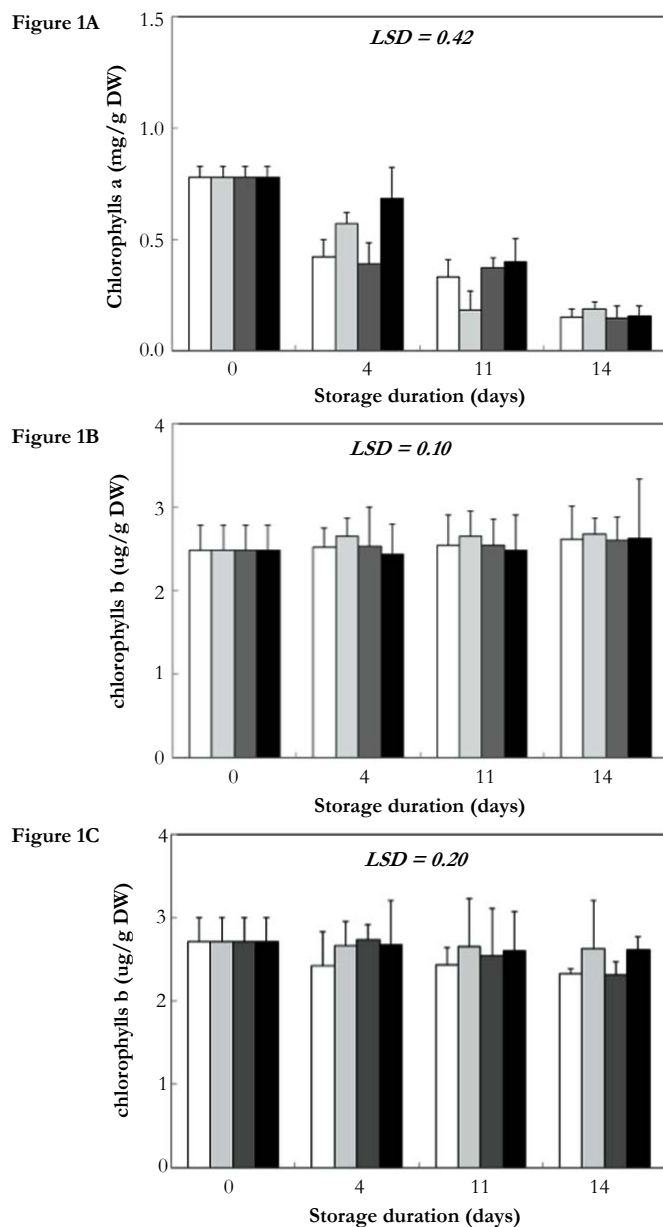 Figure 1A
LSD = 0.42
Chlorophylls a (mg/g DW)
1.5
1.0
0.5
0.0
0 4 11 14
Storage duration (days)
Figure 1B
LSD = 0.10
chlorophylls b (ug/g DW)
4
3
2
1
0
0 4 11 14
Storage duration (days)
Figure 1C
LSD = 0.20
chlorophylls b (ug/g DW)
4
3
2
1
0
0 4 11 14
Storage duration (days)